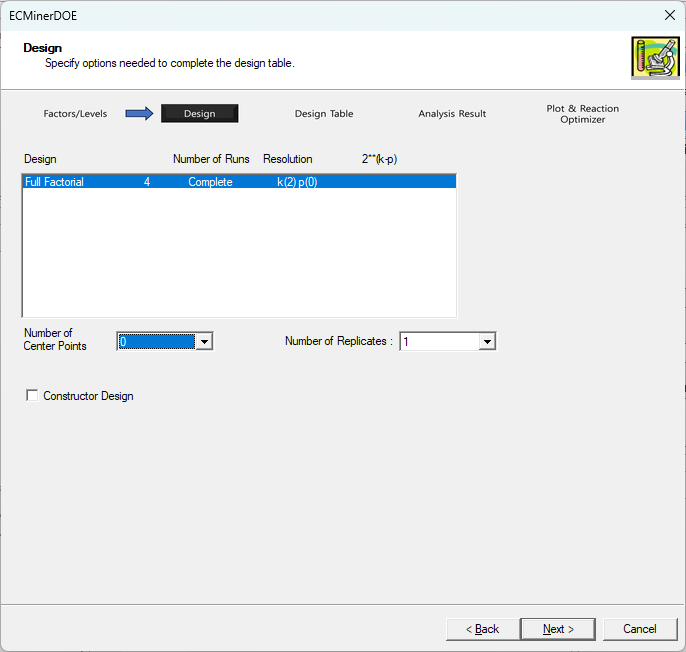 ECMinerDOE
Design
Specify options needed to complete the design table.
Factors/Levels
Design
Design Table
Analysis Result
Plot & Reaction
Optimizer
Design Number of Runs Resolution 2**(k-p)
Full Factorial 4 Complete k(2) p(0)
Number of
Center Points
0
Number of Replicates :
1
Constructor Design
< Back
Next >
Cancel